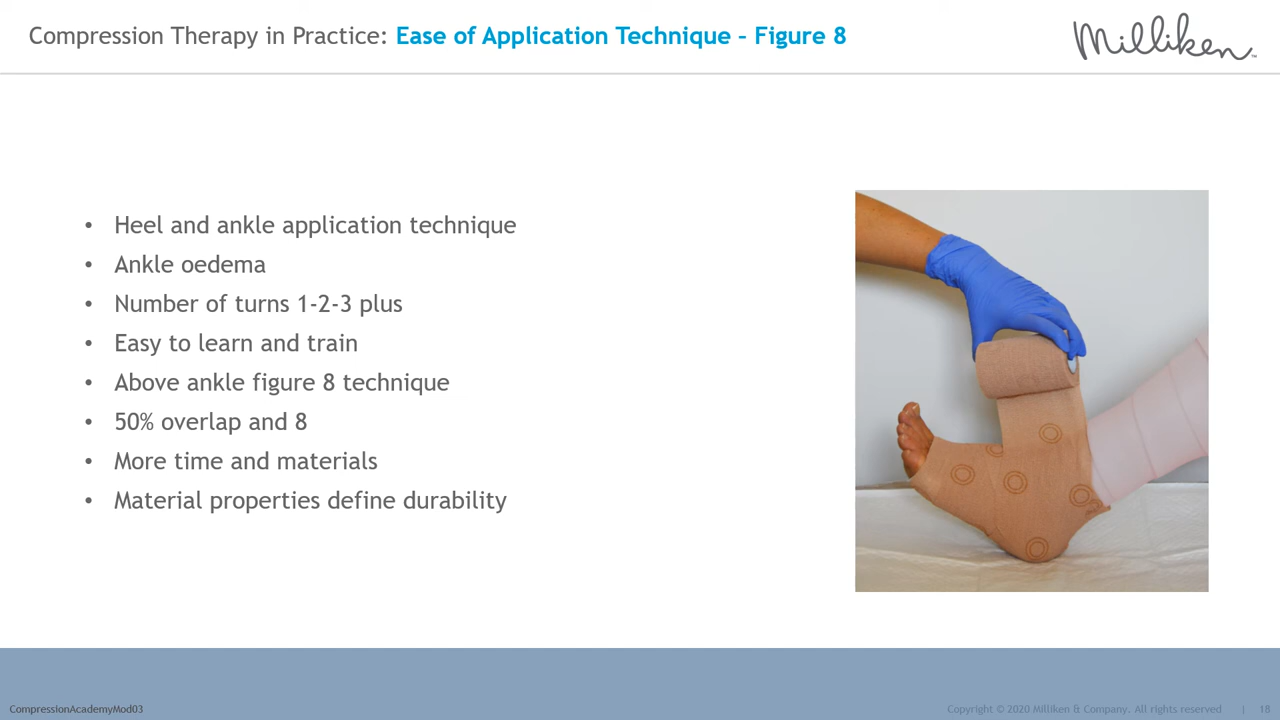 Compression Therapy in Practice: Ease of Application Technique – Figure 8
Milliken™
• Heel and ankle application technique
• Ankle oedema
• Number of turns 1-2-3 plus
• Easy to learn and train
• Above ankle figure 8 technique
• 50% overlap and 8
• More time and materials
• Material properties define durability
CompressionAcademyMod03
Copyright © 2020 Milliken & Company. All rights reserved | 18